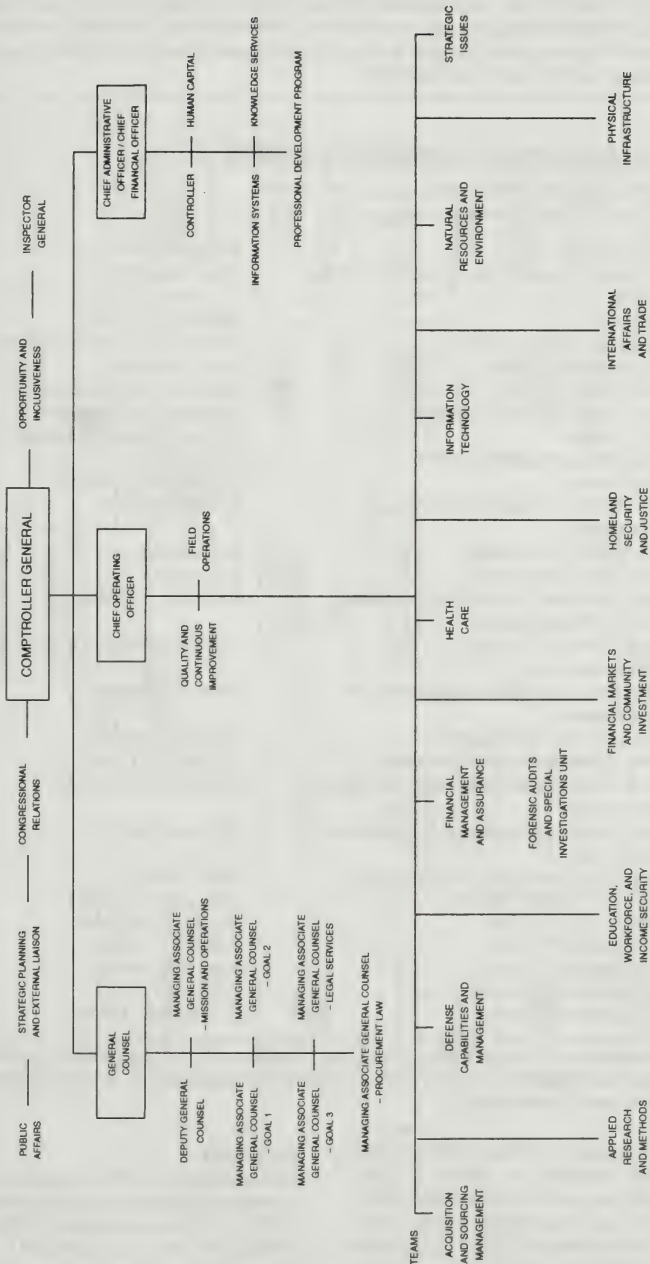 PUBLIC
AFFAIRS
STRATEGIC PLANNING
AND EXTERNAL LIAISON
CONGRESSIONAL
RELATIONS
COMPTROLLER GENERAL
OPPORTUNITY AND
INCLUSIVENESS
INSPECTOR
GENERAL
GENERAL
COUNSEL
CHIEF OPERATING
OFFICER
CHIEF ADMINISTRATIVE
OFFICER / CHIEF
FINANCIAL OFFICER
DEPUTY GENERAL
COUNSEL
MANAGING ASSOCIATE
GENERAL COUNSEL
– MISSION AND OPERATIONS
MANAGING ASSOCIATE
GENERAL COUNSEL
– GOAL 1
MANAGING ASSOCIATE
GENERAL COUNSEL
– GOAL 2
MANAGING ASSOCIATE
GENERAL COUNSEL
– GOAL 3
MANAGING ASSOCIATE
GENERAL COUNSEL
– LEGAL SERVICES
MANAGING ASSOCIATE GENERAL COUNSEL
– PROCUREMENT LAW
QUALITY AND
CONTINUOUS
IMPROVEMENT
FIELD
OPERATIONS
CONTROLLER
HUMAN CAPITAL
INFORMATION SYSTEMS
KNOWLEDGE SERVICES
PROFESSIONAL DEVELOPMENT PROGRAM
TEAMS
ACQUISITION
AND SOURCING
MANAGEMENT
APPLIED
RESEARCH
AND METHODS
DEFENSE
CAPABILITIES AND
MANAGEMENT
EDUCATION,
WORKFORCE, AND
INCOME SECURITY
FINANCIAL
MANAGEMENT
AND ASSURANCE
FORENSIC AUDITS
AND SPECIAL
INVESTIGATIONS UNIT
FINANCIAL MARKETS
AND COMMUNITY
INVESTMENT
HEALTH
CARE
HOMELAND
SECURITY
AND JUSTICE
INFORMATION
TECHNOLOGY
INTERNATIONAL
AFFAIRS
AND TRADE
NATURAL
RESOURCES AND
ENVIRONMENT
PHYSICAL
INFRASTRUCTURE
STRATEGIC
ISSUES